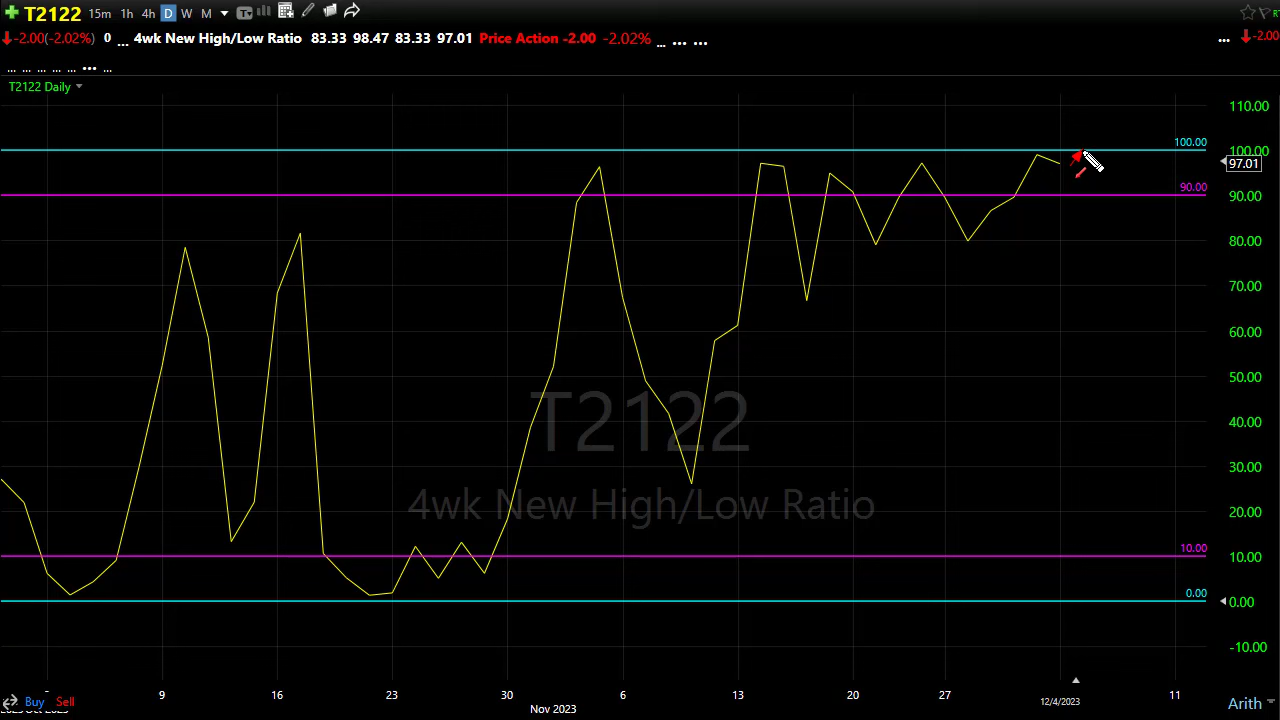 T2122 15m 1h 4h D W M
-2.00(-2.02%) 0 ... 4wk New High/Low Ratio 83.33 98.47 83.33 97.01 Price Action -2.00 -2.02% ... ... ... ... -2.00
... ... ... ... ... ... ...
T2122 Daily
110.00
100.00 100.00
97.01
90.00 90.00
80.00
70.00
60.00
50.00
40.00
30.00
20.00
10.00 10.00
0.00 0.00
-10.00
T2122
4wk New High/Low Ratio
9 16 23 30 6 13 20 27 11
Buy Sell 12/4/2023 Arith
Nov 2023